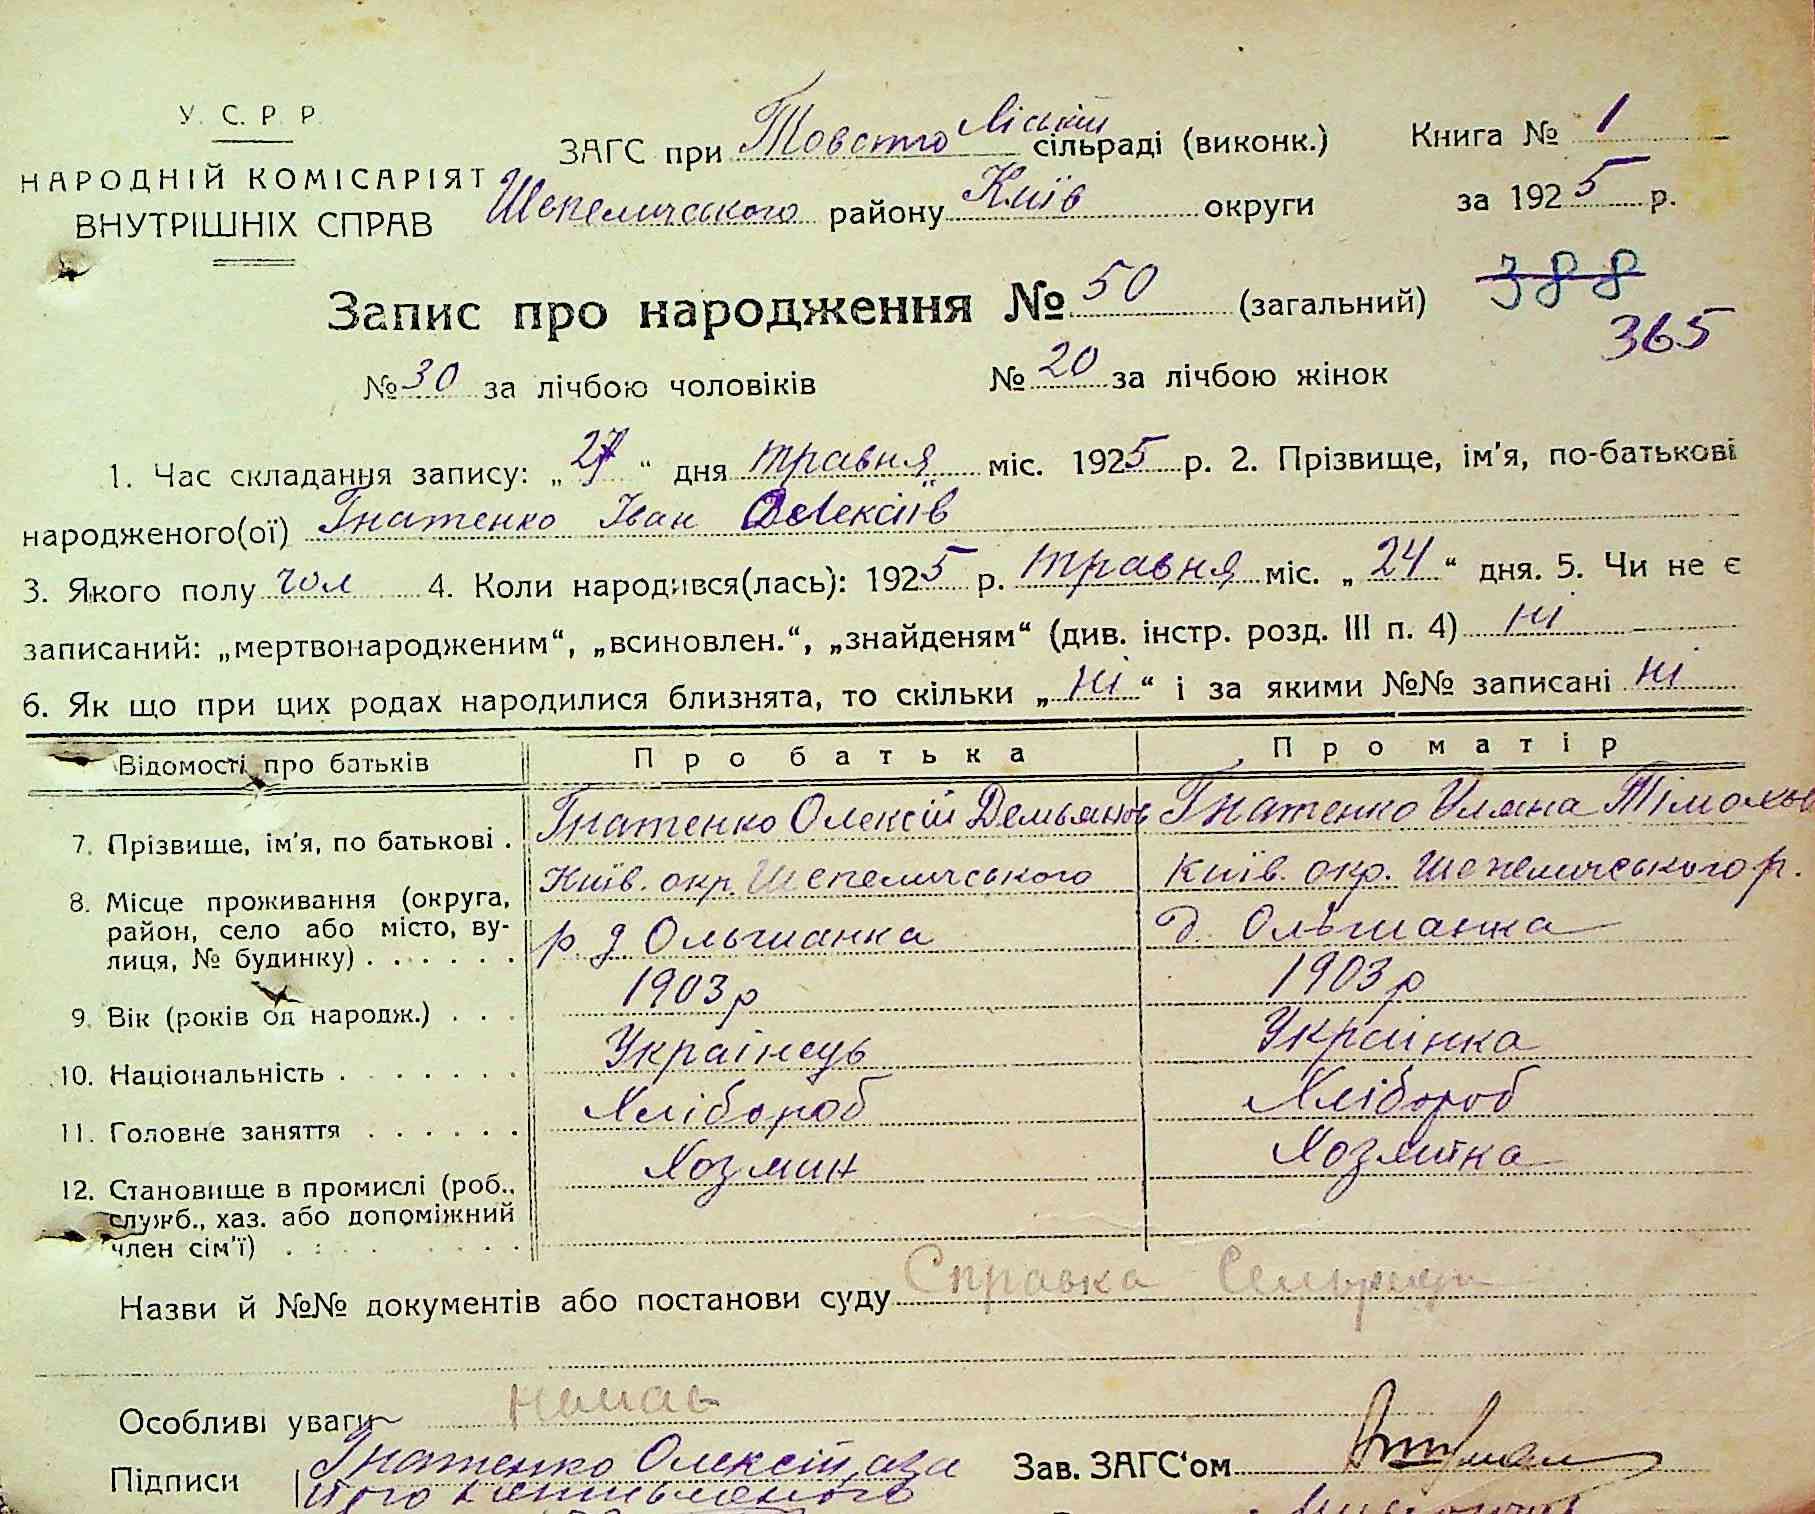 У. С. Р. Р.
НАРОДНІЙ КОМІСАРІЯТ
ВНУТРІШНІХ СПРАВ
ЗАГС при Товсто Ліській сільраді (виконк.)
Шепеличського району Київ округи
Книга № 1
за 1925 р.
Запис про народження № 50 (загальний)
388
365
№ 30 за лічбою чоловіків № 20 за лічбою жінок
1. Час складання запису: „27“ дня травня міс. 1925 р. 2. Прізвище, ім'я, по-батькові
народженого(ої) Гнатенко Іван Олексіїв
3. Якого полу чол 4. Коли народився(лась): 1925 р. травня міс. „24“ дня. 5. Чи не є
записаний: „мертвонародженим“, „всиновлен.“, „знайденям“ (див. інстр. розд. III п. 4) ні
6. Як що при цих родах народилися близнята, то скільки „ні“ і за якими №№ записані ні
Відомості про батьків Про батька Про матір
7. Прізвище, ім'я, по батькові . Гнатенко Олексій Демьянов Гнатенко Уляна
8. Місце проживання (округа, район, село або місто, вулиця, № будинку) . . . . . .
Київ. окр. Шепеличського
р. д. Ольшанка
Київ. окр. Шепеличського р.
д. Ольшанка
9. Вік (років од народж.) . . . 1903 р 1903 р
10. Національність . . . . . . . Українець Українка
11. Головне заняття . . . . . . Хлібороб Хлібороб
12. Становище в промислі (роб., служб., хаз. або допоміжний член сім'ї) . . . . . . Хозяин Хозяйка
Назви й №№ документів або постанови суду Справка Сельради
Особливі уваги немає
Підписи Гнатенко Олексій, а за
його
Зав. ЗАГС'ом